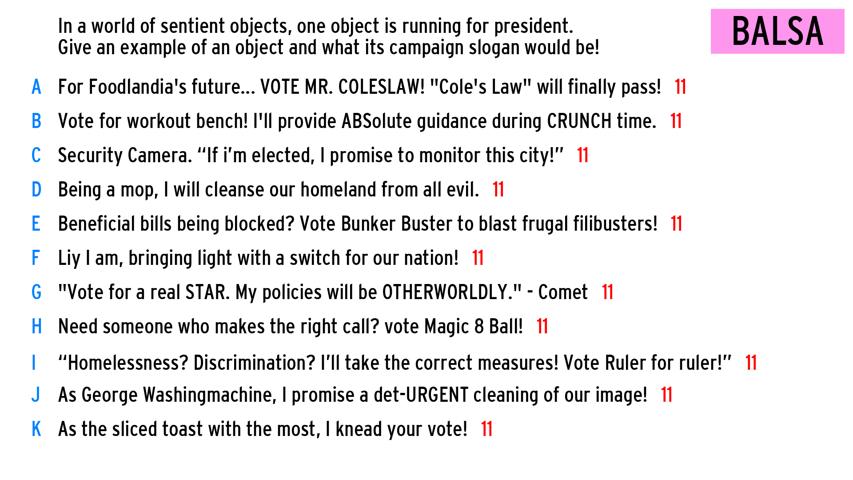 In a world of sentient objects, one object is running for president.
Give an example of an object and what its campaign slogan would be!
BALSA
A For Foodlandia's future... VOTE MR. COLESLAW! "Cole's Law" will finally pass! 11
B Vote for workout bench! I'll provide ABSolute guidance during CRUNCH time. 11
C Security Camera. “If i’m elected, I promise to monitor this city!” 11
D Being a mop, I will cleanse our homeland from all evil. 11
E Beneficial bills being blocked? Vote Bunker Buster to blast frugal filibusters! 11
F Liy I am, bringing light with a switch for our nation! 11
G "Vote for a real STAR. My policies will be OTHERWORLDLY." - Comet 11
H Need someone who makes the right call? vote Magic 8 Ball! 11
I “Homelessness? Discrimination? I’ll take the correct measures! Vote Ruler for ruler!” 11
J As George Washingmachine, I promise a det-URGENT cleaning of our image! 11
K As the sliced toast with the most, I knead your vote! 11